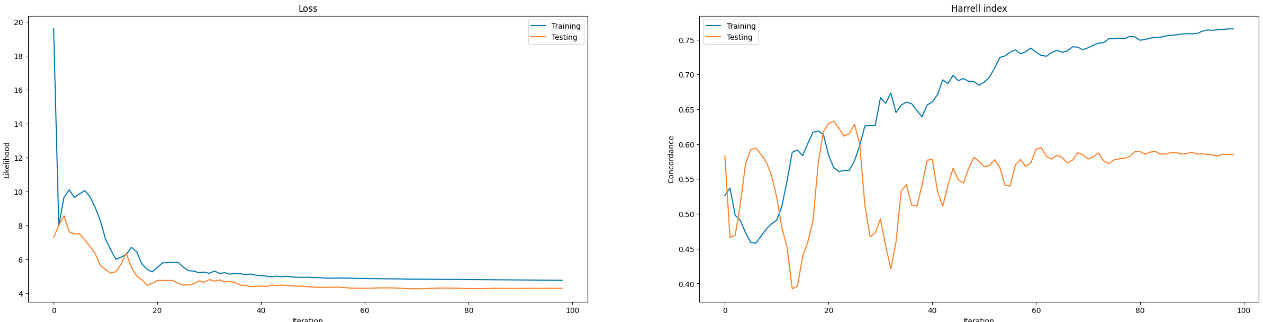 Loss
Likelihood
20
18
16
14
12
10
8
6
4
0
20
40
60
80
100
Iteration
Training
Testing
Harrell index
Concordance
0.75
0.70
0.65
0.60
0.55
0.50
0.45
0.40
0
20
40
60
80
100
Iteration
Training
Testing